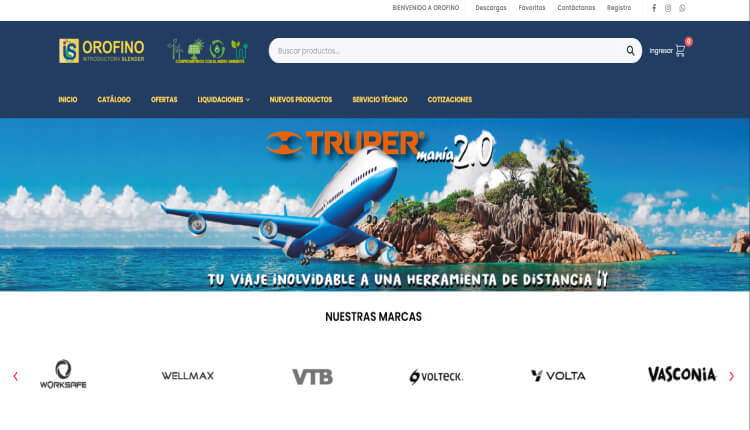 BIENVENIDO A OROFINO Descargas Favoritos Contáctanos Registro
OROFINO
INTRODUCTORA SLENDER
COMPROMETIDOS CON EL MEDIO AMBIENTE
Buscar productos...
Ingresar
0
INICIO CATÁLOGO OFERTAS LIQUIDACIONES NUEVOS PRODUCTOS SERVICIO TÉCNICO COTIZACIONES
TRUPER
manía 2.0
TU VIAJE INOLVIDABLE A UNA HERRAMIENTA DE DISTANCIA
NUESTRAS MARCAS
WORKSAFE WELLMAX VTB VOLTECK. VOLTA VASCONIA